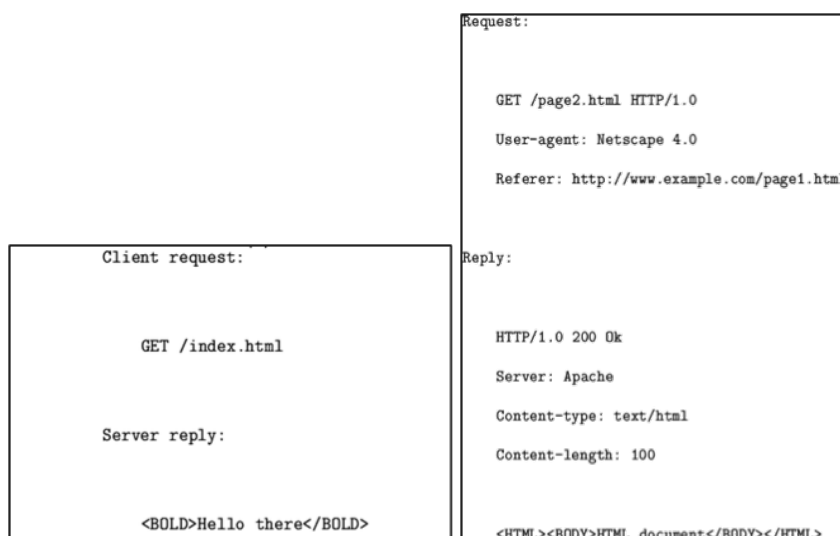 Client request:
GET /index.html
Server reply:
<BOLD>Hello there</BOLD>
Request:
GET /page2.html HTTP/1.0
User-agent: Netscape 4.0
Referer: http://www.example.com/page1.html
Reply:
HTTP/1.0 200 Ok
Server: Apache
Content-type: text/html
Content-length: 100
<HTML><BODY>HTML document</BODY></HTML>